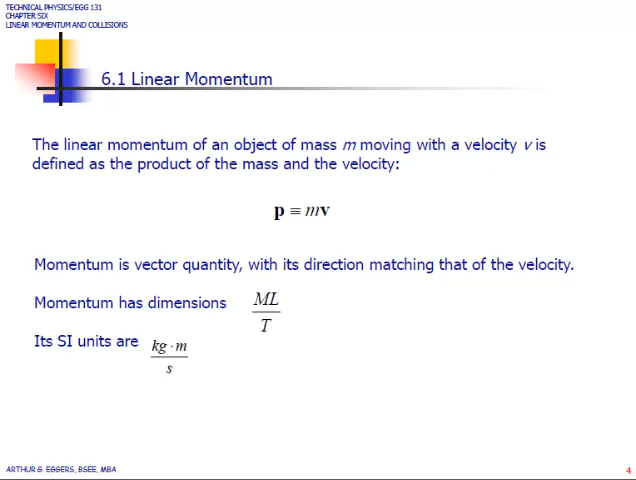 TECHNICAL PHYSICS/EGG 131
CHAPTER SIX
LINEAR MOMENTUM AND COLLISIONS
6.1 Linear Momentum
The linear momentum of an object of mass m moving with a velocity v is
defined as the product of the mass and the velocity:
p ≡ mv
Momentum is vector quantity, with its direction matching that of the velocity.
Momentum has dimensions ML/T
Its SI units are kg · m/s
ARTHUR G. EGGERS, BSEE, MBA
4